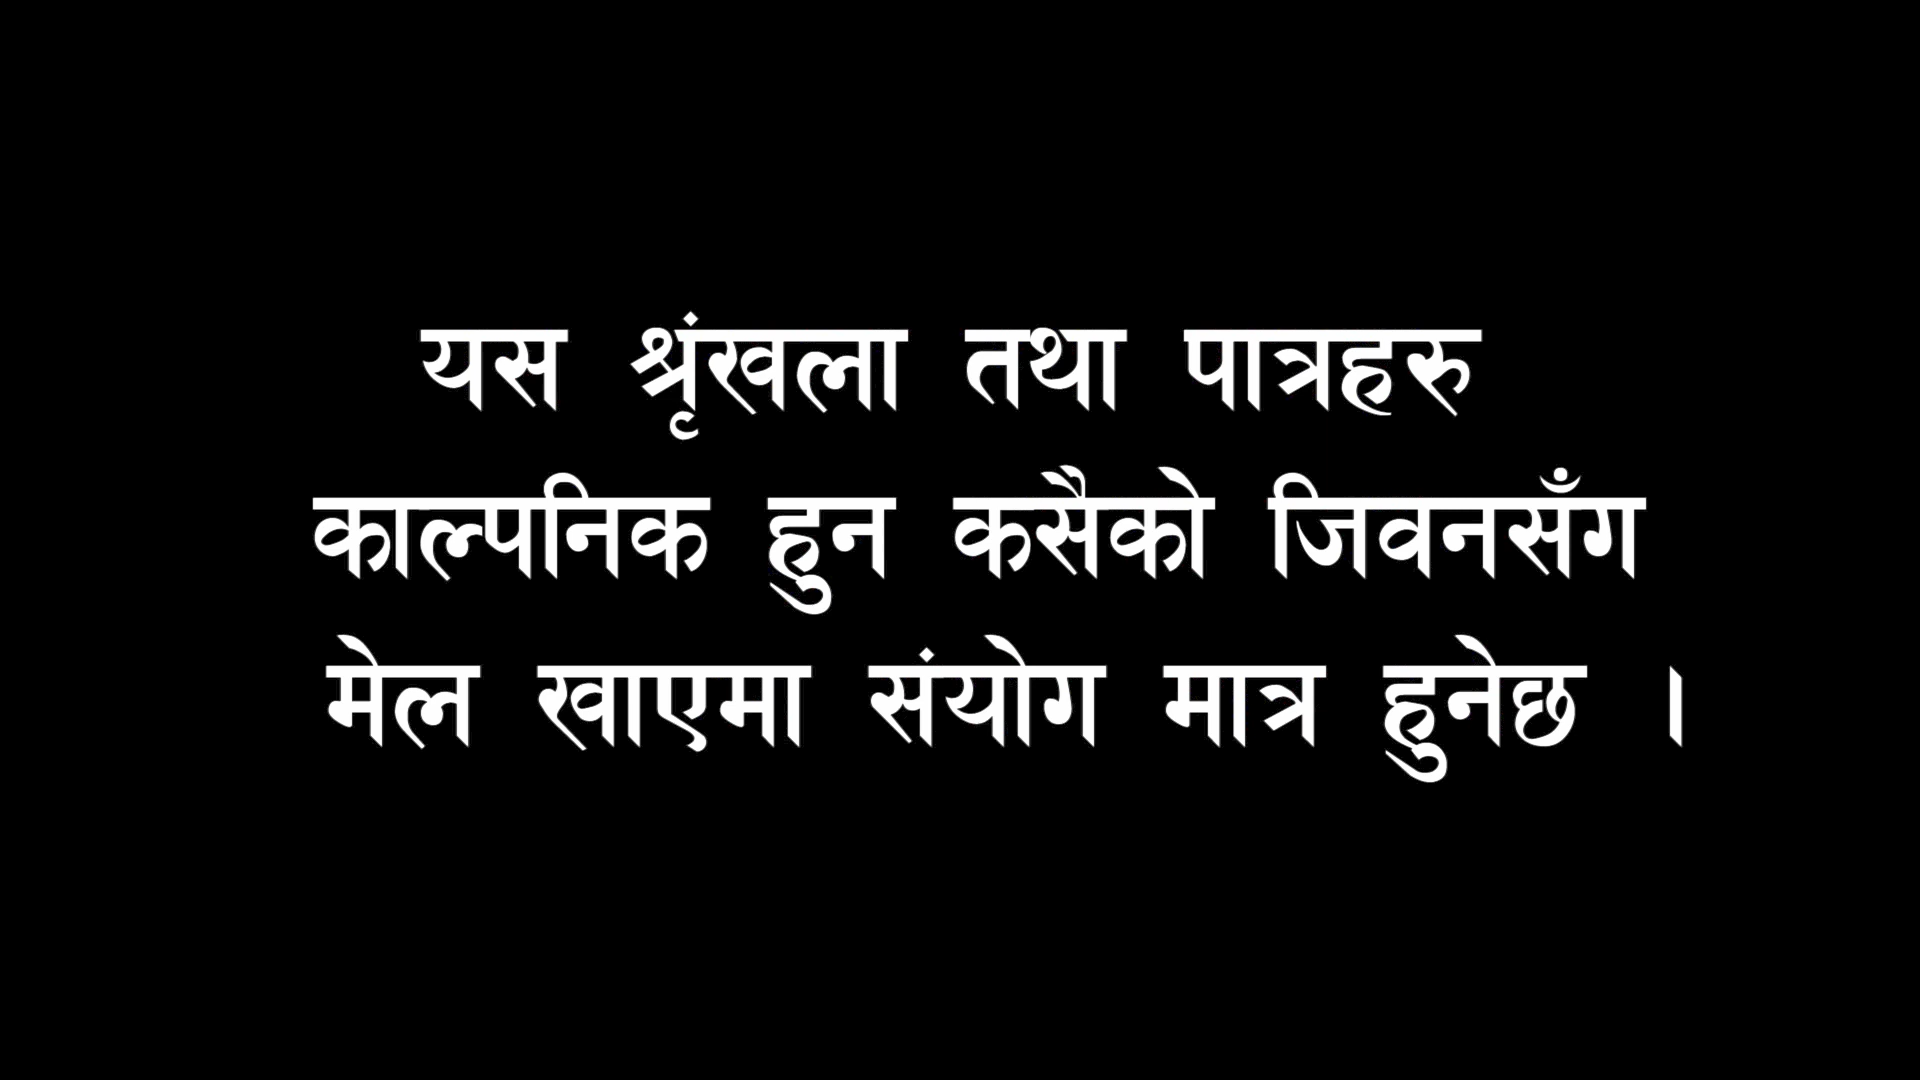 यस श्रृंखला तथा पात्रहरु
काल्पनिक हुन कसैको जिवनसँग
मेल खाएमा संयोग मात्र हुनेछ ।